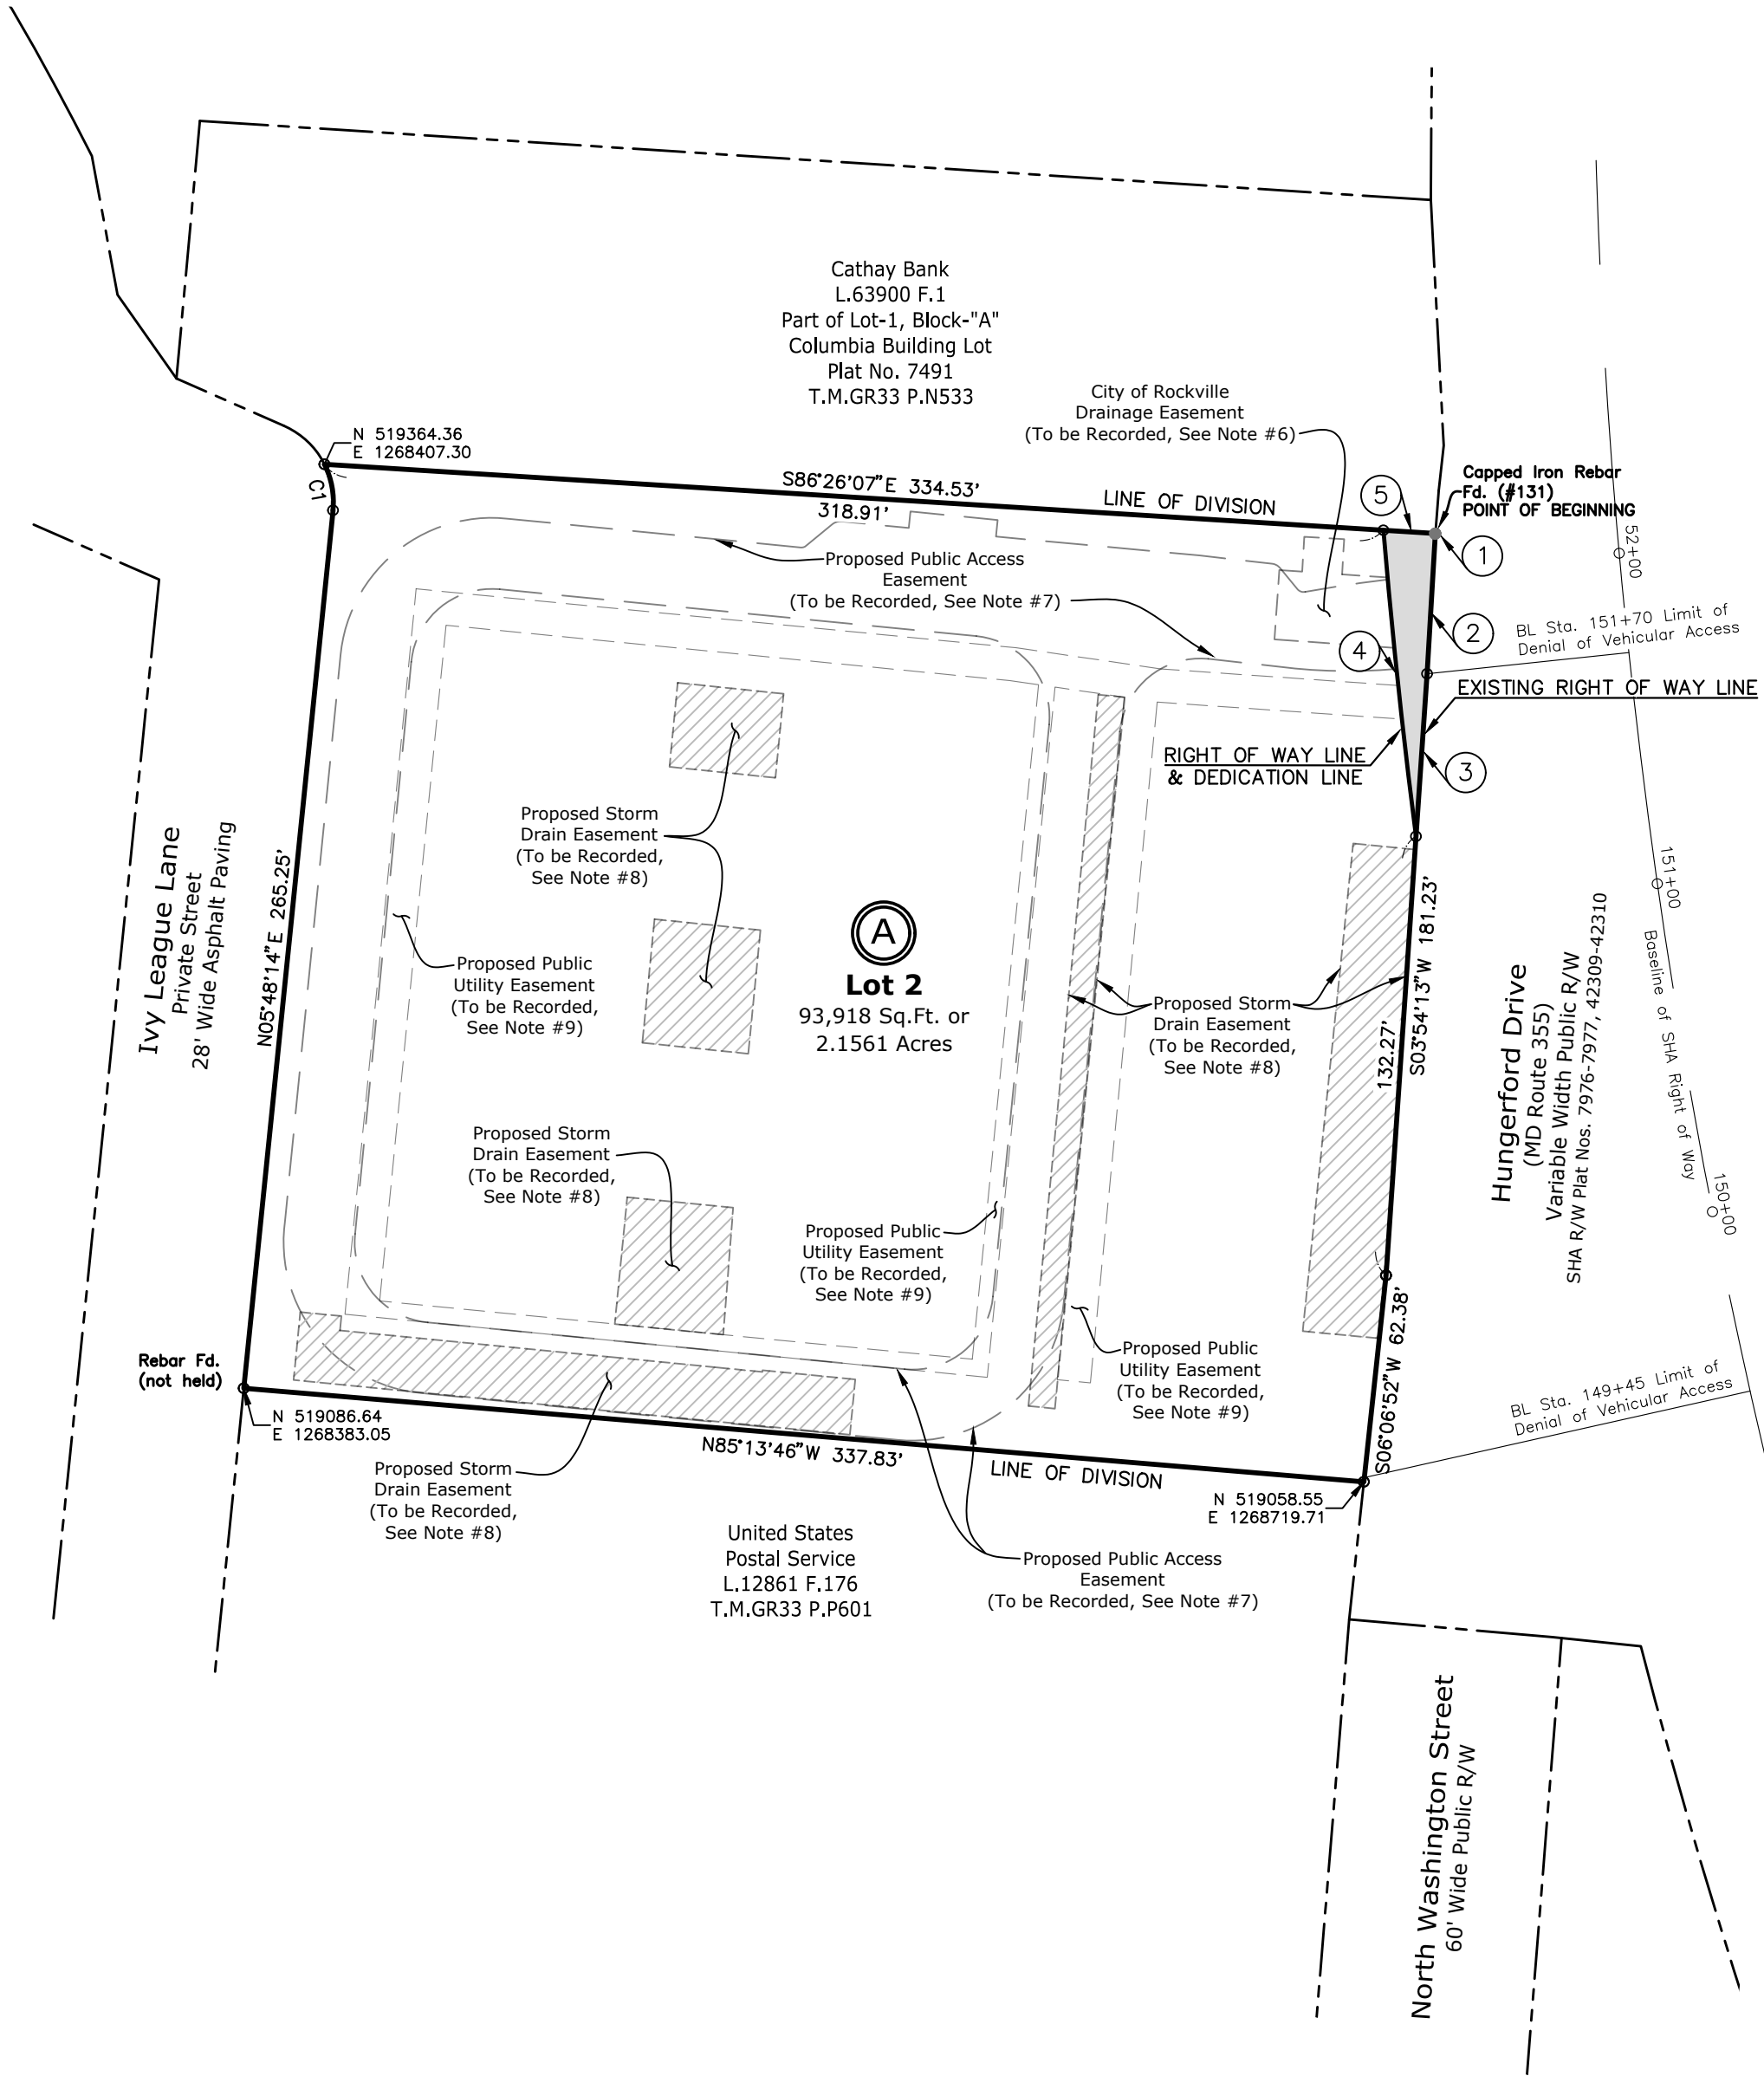 Cathay Bank
L.63900 F.1
Part of Lot-1, Block-"A"
Columbia Building Lot
Plat No. 7491
T.M.GR33 P.N533
City of Rockville
Drainage Easement
(To be Recorded, See Note #6)
N 519364.36
E 1268407.30
C1
S86°26'07"E 334.53'
318.91'
LINE OF DIVISION
5
Capped Iron Rebar
Fd. (#131)
POINT OF BEGINNING
1
52+00
Proposed Public Access
Easement
(To be Recorded, See Note #7)
2
BL Sta. 151+70 Limit of
Denial of Vehicular Access
4
EXISTING RIGHT OF WAY LINE
RIGHT OF WAY LINE
& DEDICATION LINE
3
Proposed Storm
Drain Easement
(To be Recorded,
See Note #8)
Ivy League Lane
Private Street
28' Wide Asphalt Paving
N05°48'14"E 265.25'
A
Lot 2
93,918 Sq.Ft. or
2.1561 Acres
Proposed Public
Utility Easement
(To be Recorded,
See Note #9)
Proposed Storm
Drain Easement
(To be Recorded,
See Note #8)
132.27'
S03°54'13"W 181.23'
151+00
Baseline of SHA Right of Way
150+00
Hungerford Drive
(MD Route 355)
Variable Width Public R/W
SHA R/W Plat Nos. 7976-7977, 42309-42310
Proposed Storm
Drain Easement
(To be Recorded,
See Note #8)
Proposed Public
Utility Easement
(To be Recorded,
See Note #9)
Proposed Public
Utility Easement
(To be Recorded,
See Note #9)
S06°06'52"W 62.38'
BL Sta. 149+45 Limit of
Denial of Vehicular Access
Rebar Fd.
(not held)
N 519086.64
E 1268383.05
N85°13'46"W 337.83'
LINE OF DIVISION
Proposed Storm
Drain Easement
(To be Recorded,
See Note #8)
N 519058.55
E 1268719.71
United States
Postal Service
L.12861 F.176
T.M.GR33 P.P601
Proposed Public Access
Easement
(To be Recorded, See Note #7)
North Washington Street
60' Wide Public R/W